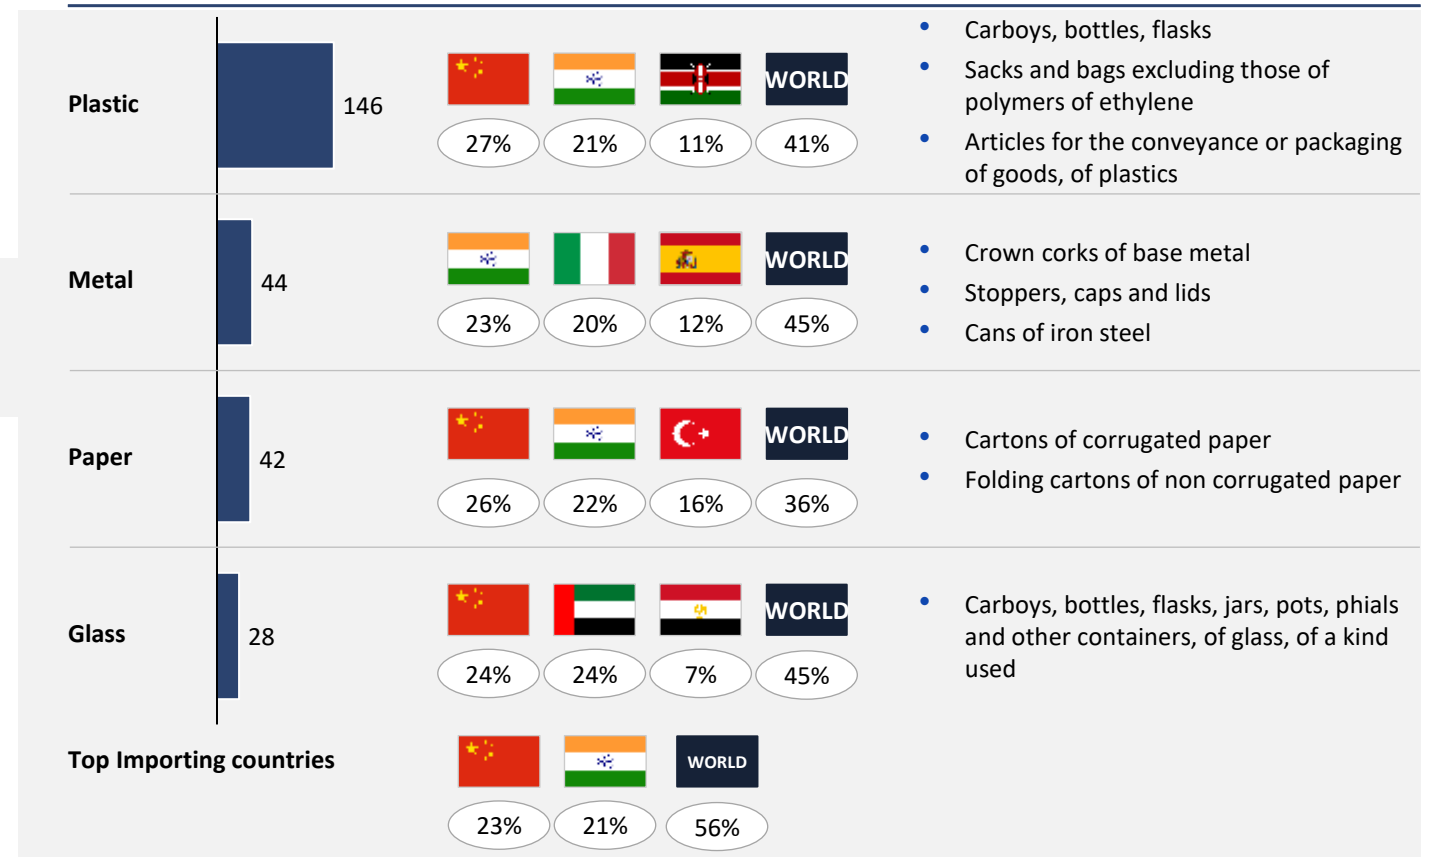 Plastic
146
WORLD
27%
21%
11%
41%
• Carboys, bottles, flasks
• Sacks and bags excluding those of
polymers of ethylene
• Articles for the conveyance or packaging
of goods, of plastics
Metal
44
WORLD
23%
20%
12%
45%
• Crown corks of base metal
• Stoppers, caps and lids
• Cans of iron steel
Paper
42
WORLD
26%
22%
16%
36%
• Cartons of corrugated paper
• Folding cartons of non corrugated paper
Glass
28
WORLD
24%
24%
7%
45%
• Carboys, bottles, flasks, jars, pots, phials
and other containers, of glass, of a kind
used
Top Importing countries
WORLD
23%
21%
56%